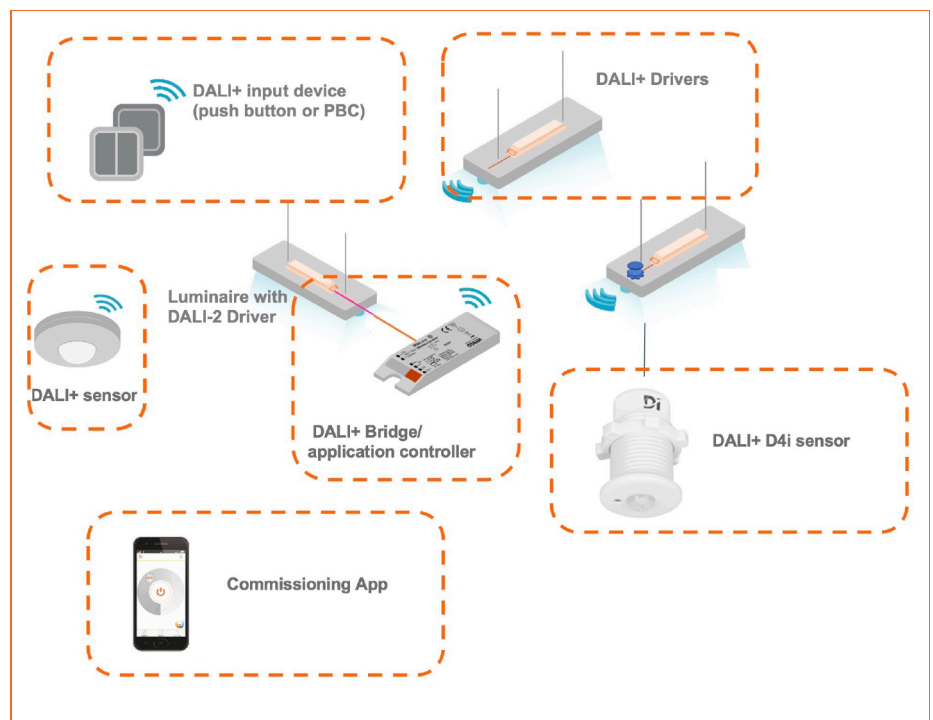 DALI+ input device
(push button or PBC)
DALI+ Drivers
Luminaire with
DALI-2 Driver
DALI+ sensor
DALI+ Bridge/
application controller
Di
DALI+ D4i sensor
Commissioning App